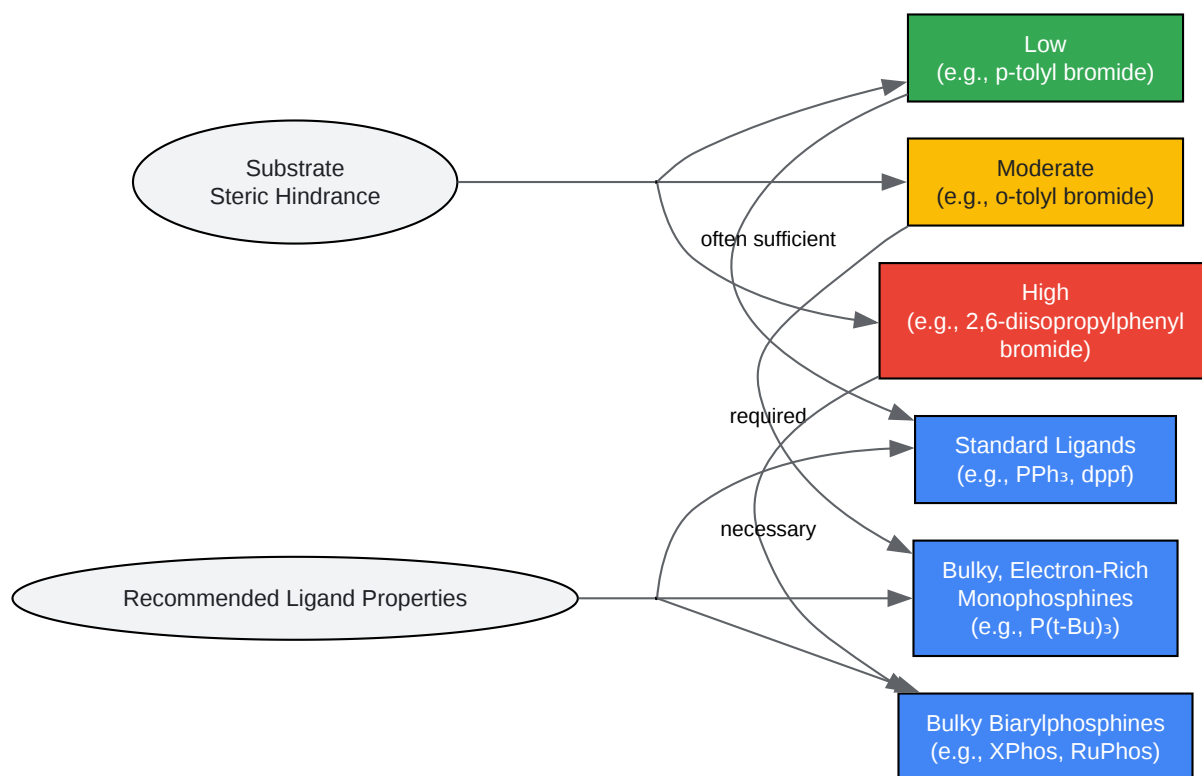 Low
(e.g., p-tolyl bromide)
Substrate
Steric Hindrance
Moderate
(e.g., o-tolyl bromide)
often sufficient
High
(e.g., 2,6-diisopropylphenyl
bromide)
required
Standard Ligands
(e.g., PPh₃, dppf)
necessary
Recommended Ligand Properties
Bulky, Electron-Rich
Monophosphines
(e.g., P(t-Bu)₃)
Bulky Biarylphosphines
(e.g., XPhos, RuPhos)